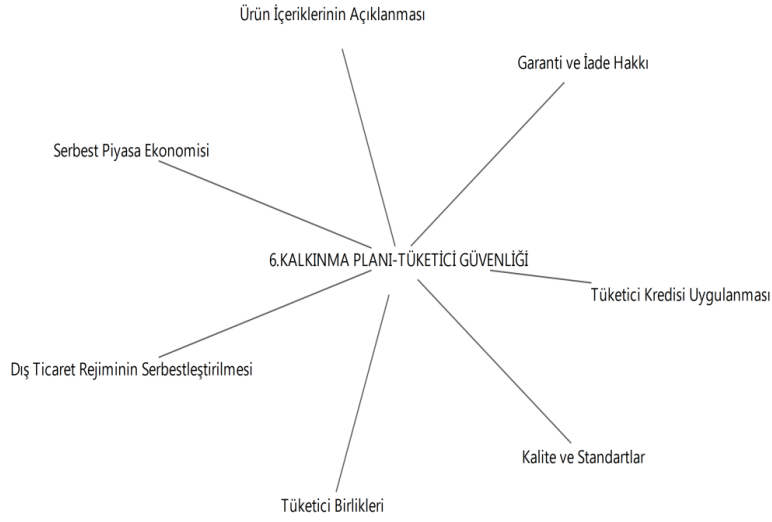 Ürün İçeriklerinin Açıklanması
Garanti ve İade Hakkı
Serbest Piyasa Ekonomisi
6.KALKINMA PLANI-TÜKETİCİ GÜVENLİĞİ
Tüketici Kredisi Uygulanması
Dış Ticaret Rejiminin Serbestleştirilmesi
Kalite ve Standartlar
Tüketici Birlikleri